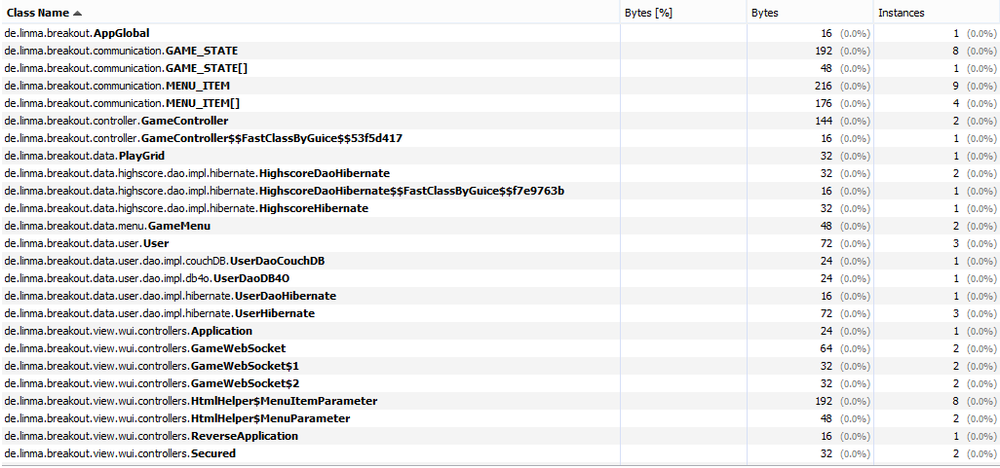 Class Name Bytes [%] Bytes Instances
de.linma.breakout.AppGlobal 16 (0.0%) 1 (0.0%)
de.linma.breakout.communication.GAME_STATE 192 (0.0%) 8 (0.0%)
de.linma.breakout.communication.GAME_STATE[] 48 (0.0%) 1 (0.0%)
de.linma.breakout.communication.MENU_ITEM 216 (0.0%) 9 (0.0%)
de.linma.breakout.communication.MENU_ITEM[] 176 (0.0%) 4 (0.0%)
de.linma.breakout.controller.GameController 144 (0.0%) 2 (0.0%)
de.linma.breakout.controller.GameController$$FastClassByGuice$$53f5d417 16 (0.0%) 1 (0.0%)
de.linma.breakout.data.PlayGrid 32 (0.0%) 1 (0.0%)
de.linma.breakout.data.highscore.dao.impl.hibernate.HighscoreDaoHibernate 32 (0.0%) 2 (0.0%)
de.linma.breakout.data.highscore.dao.impl.hibernate.HighscoreDaoHibernate$$FastClassByGuice$$f7e9763b 16 (0.0%) 1 (0.0%)
de.linma.breakout.data.highscore.dao.impl.hibernate.HighscoreHibernate 32 (0.0%) 1 (0.0%)
de.linma.breakout.data.menu.GameMenu 48 (0.0%) 2 (0.0%)
de.linma.breakout.data.user.User 72 (0.0%) 3 (0.0%)
de.linma.breakout.data.user.dao.impl.couchDB.UserDaoCouchDB 24 (0.0%) 1 (0.0%)
de.linma.breakout.data.user.dao.impl.db4o.UserDaoDB4O 24 (0.0%) 1 (0.0%)
de.linma.breakout.data.user.dao.impl.hibernate.UserDaoHibernate 16 (0.0%) 1 (0.0%)
de.linma.breakout.data.user.dao.impl.hibernate.UserHibernate 72 (0.0%) 3 (0.0%)
de.linma.breakout.view.wui.controllers.Application 24 (0.0%) 1 (0.0%)
de.linma.breakout.view.wui.controllers.GameWebSocket 64 (0.0%) 2 (0.0%)
de.linma.breakout.view.wui.controllers.GameWebSocket$1 32 (0.0%) 2 (0.0%)
de.linma.breakout.view.wui.controllers.GameWebSocket$2 32 (0.0%) 2 (0.0%)
de.linma.breakout.view.wui.controllers.HtmlHelper$MenuItemParameter 192 (0.0%) 8 (0.0%)
de.linma.breakout.view.wui.controllers.HtmlHelper$MenuParameter 48 (0.0%) 2 (0.0%)
de.linma.breakout.view.wui.controllers.ReverseApplication 16 (0.0%) 1 (0.0%)
de.linma.breakout.view.wui.controllers.Secured 32 (0.0%) 2 (0.0%)